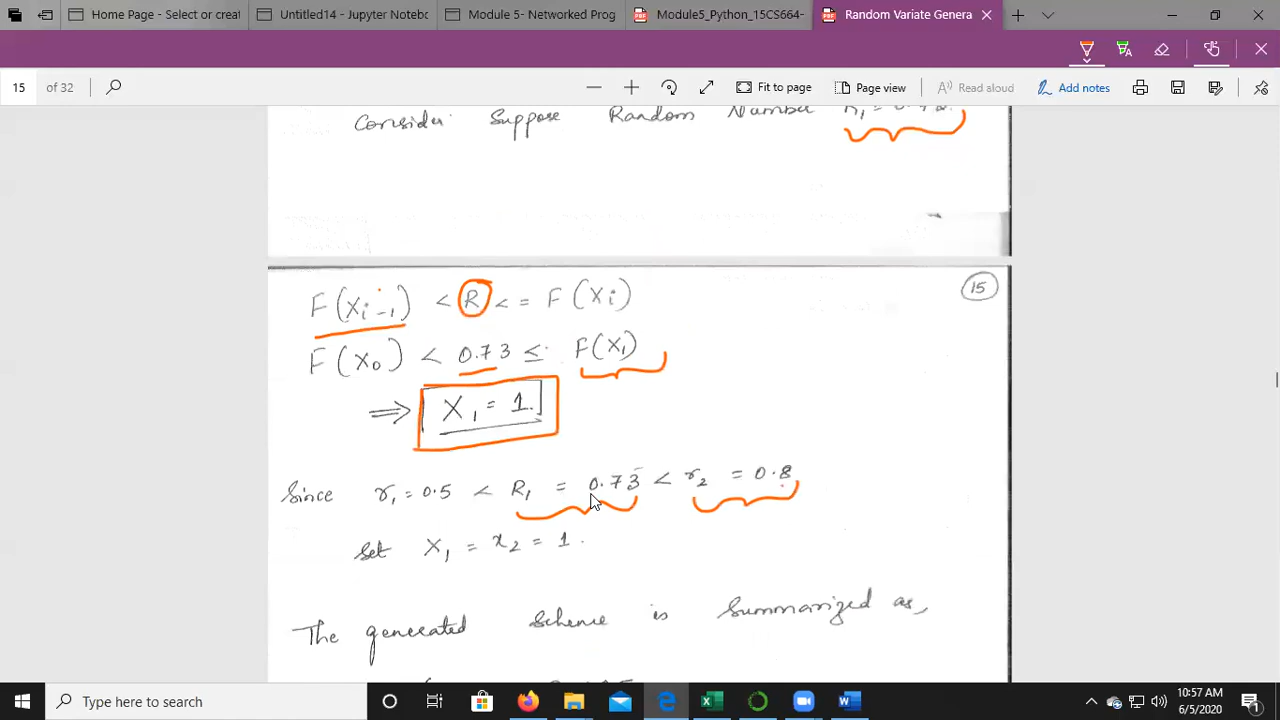 Home Page - Select or creat
Untitled14 - Jupyter Notebo
Module 5- Networked Prog
Module5_Python_15CS664-
Random Variate Genera
15 of 32
Fit to page
Page view
Read aloud
Add notes
Consider Suppose Random Number
15
F(Xi-1) < R <= F(Xi)
F(X0) < 0.73 ≤ F(X1)
⇒ X1 = 1.
Since r1 = 0.5 < R1 = 0.73 < r2 = 0.8
Set X1 = x2 = 1.
The generated scheme is summarized as,
Type here to search
10:57 AM
6/5/2020